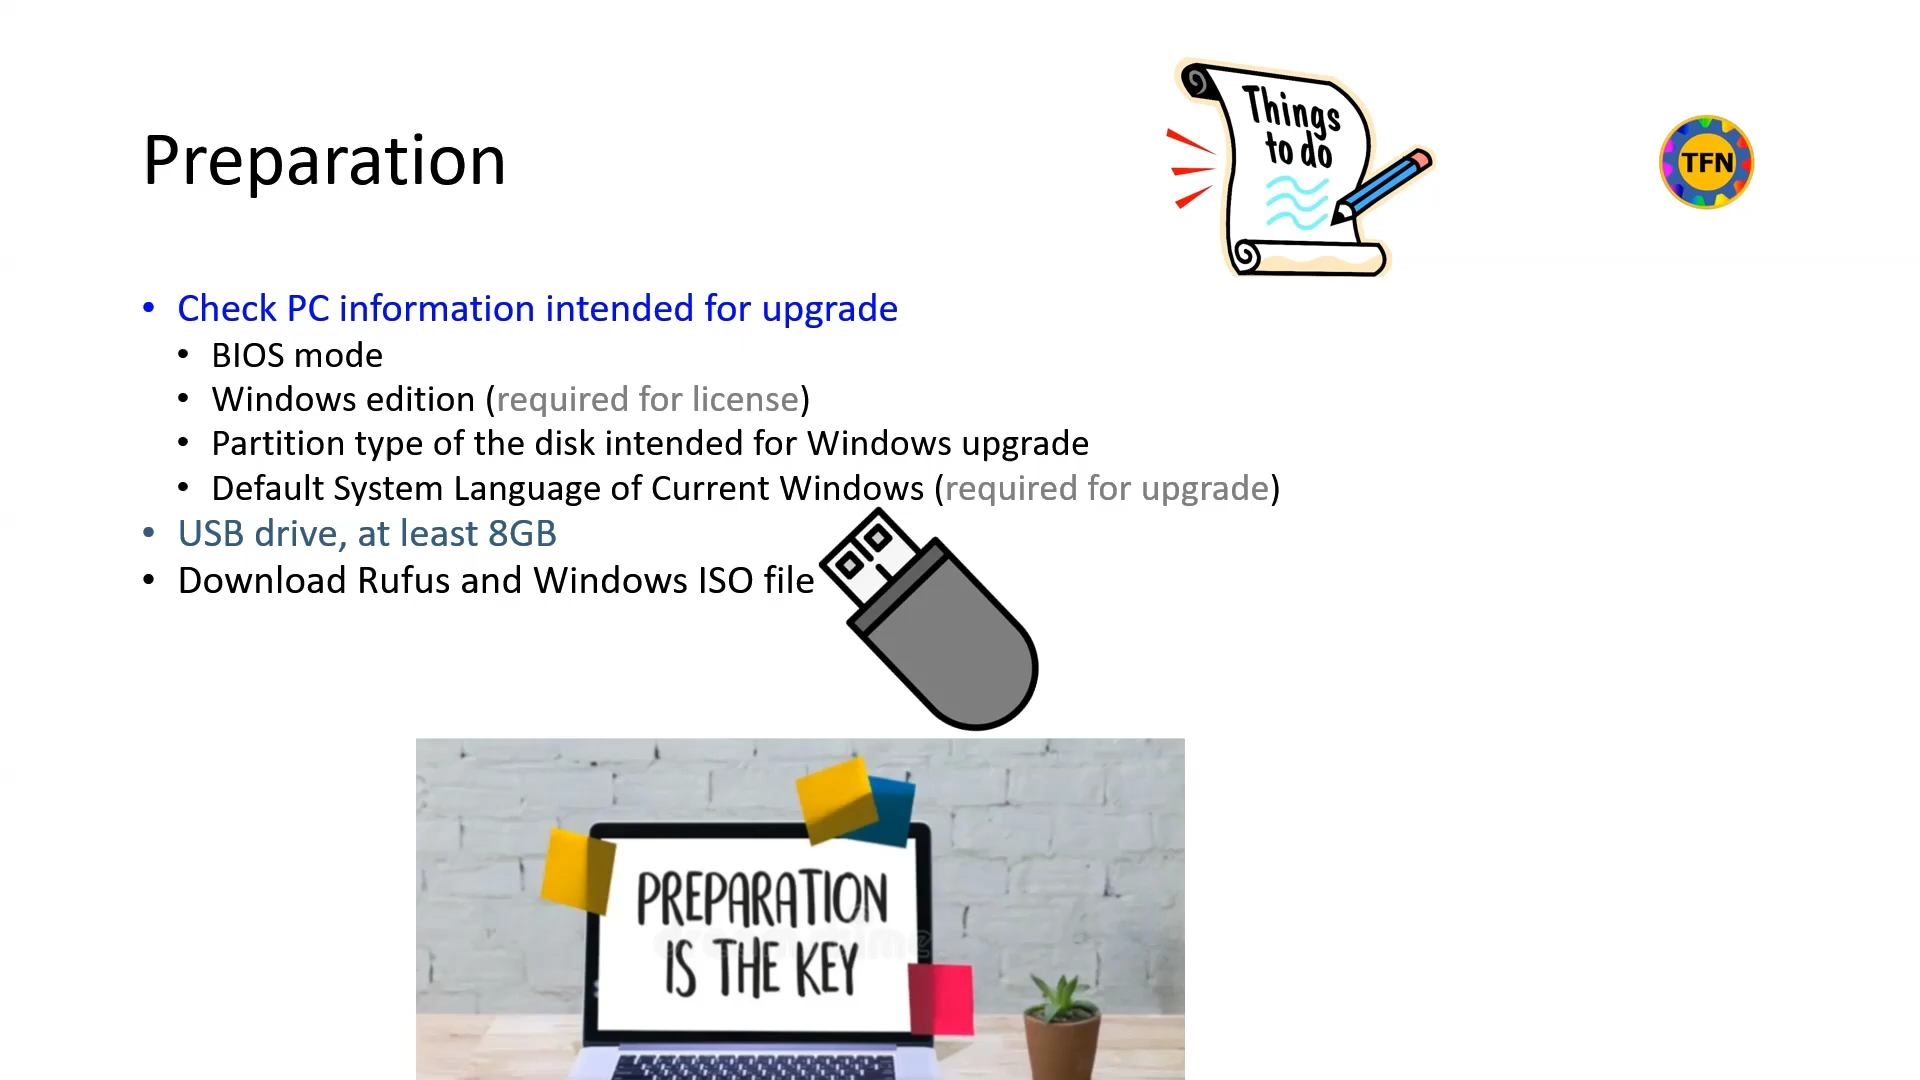 Things
to do
TFN
Preparation
• Check PC information intended for upgrade
• BIOS mode
• Windows edition (required for license)
• Partition type of the disk intended for Windows upgrade
• Default System Language of Current Windows (required for upgrade)
• USB drive, at least 8GB
• Download Rufus and Windows ISO file
PREPARATION
IS THE KEY